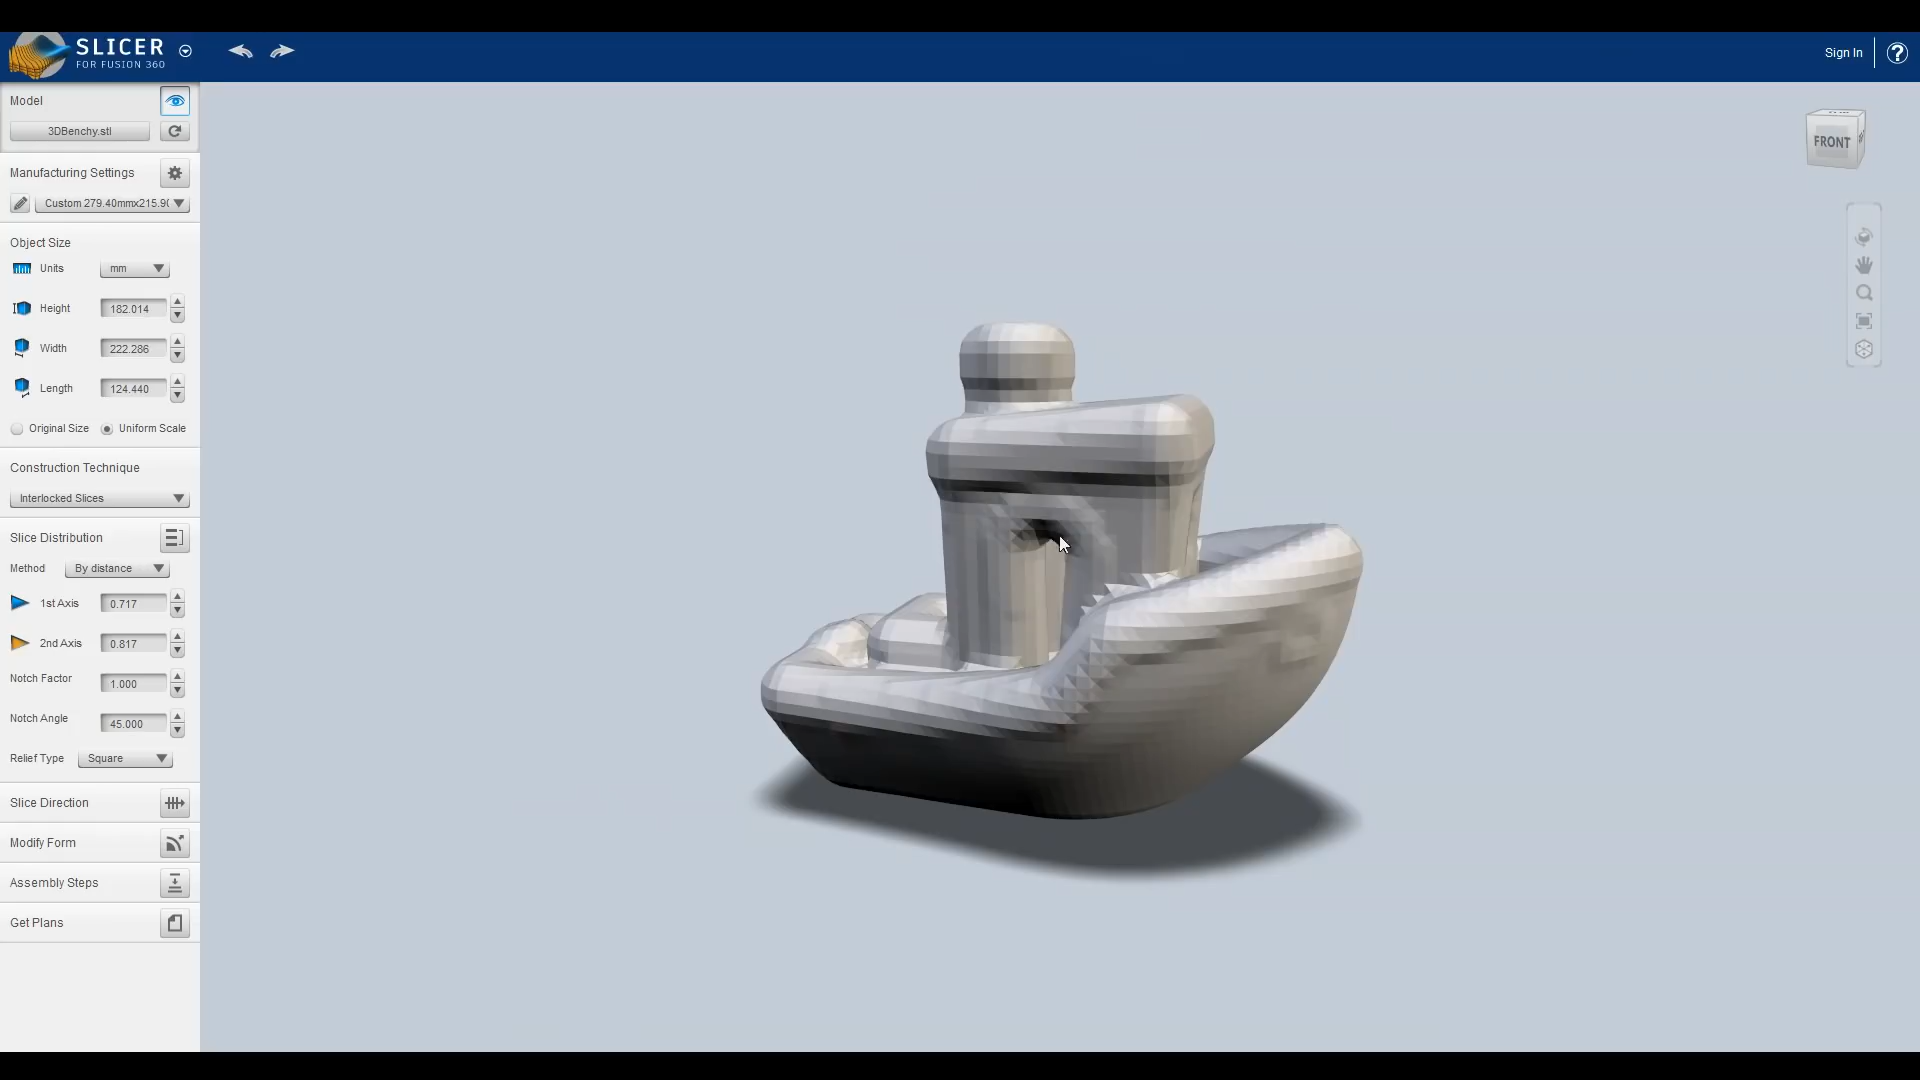 SLICER
FOR FUSION 360
Sign In
?
Model
3DBenchy.stl
FRONT
Manufacturing Settings
Custom 279.40mmx215.9(
Object Size
Units mm
Height 182.014
Width 222.286
Length 124.440
Original Size Uniform Scale
Construction Technique
Interlocked Slices
Slice Distribution
Method By distance
1st Axis 0.717
2nd Axis 0.817
Notch Factor 1.000
Notch Angle 45.000
Relief Type Square
Slice Direction
Modify Form
Assembly Steps
Get Plans